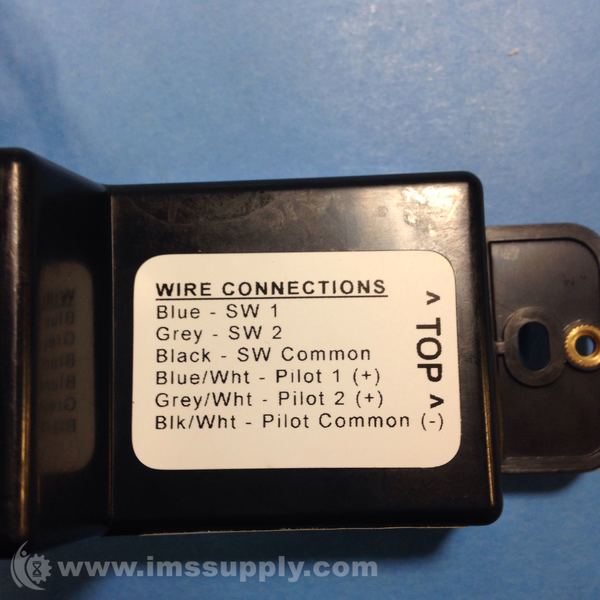 WIRE CONNECTIONS
Blue - SW 1
Grey - SW 2
Black - SW Common
Blue/Wht - Pilot 1 (+)
Grey/Wht - Pilot 2 (+)
Blk/Wht - Pilot Common (-)
^ TOP ^
www.imssupply.com